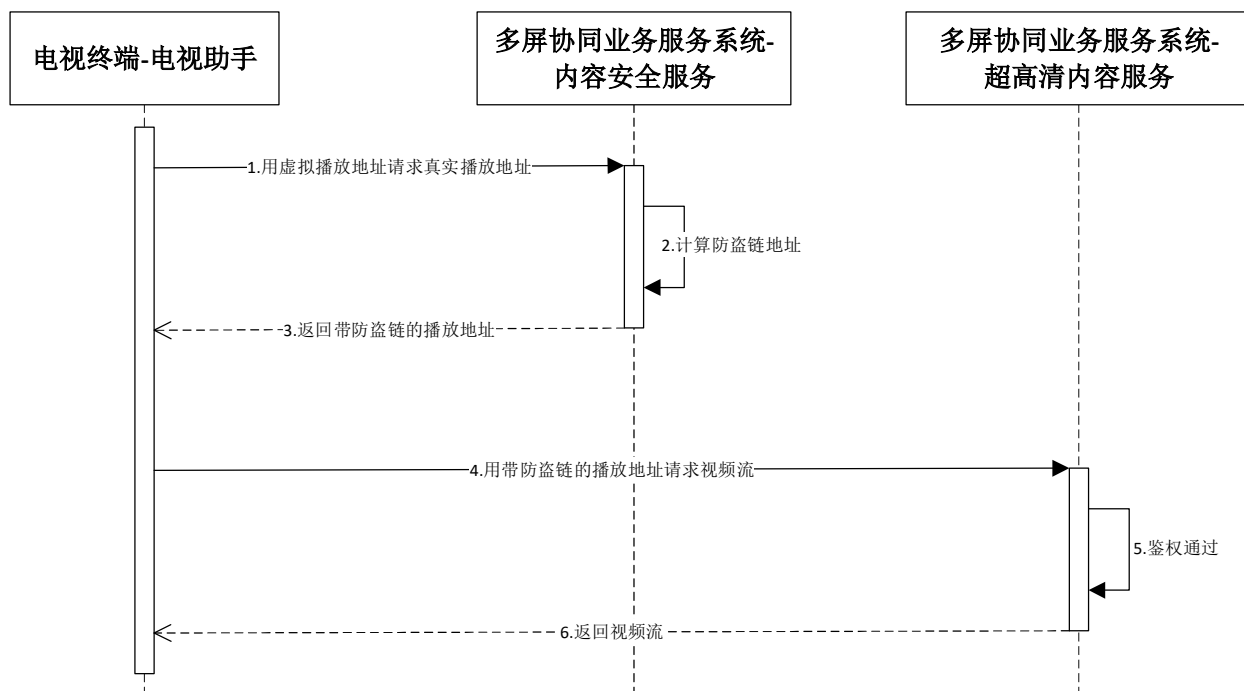 电视终端-电视助手
多屏协同业务服务系统-
内容安全服务
多屏协同业务服务系统-
超高清内容服务
1.用虚拟播放地址请求真实播放地址
2.计算防盗链地址
3.返回带防盗链的播放地址
4.用带防盗链的播放地址请求视频流
5.鉴权通过
6.返回视频流